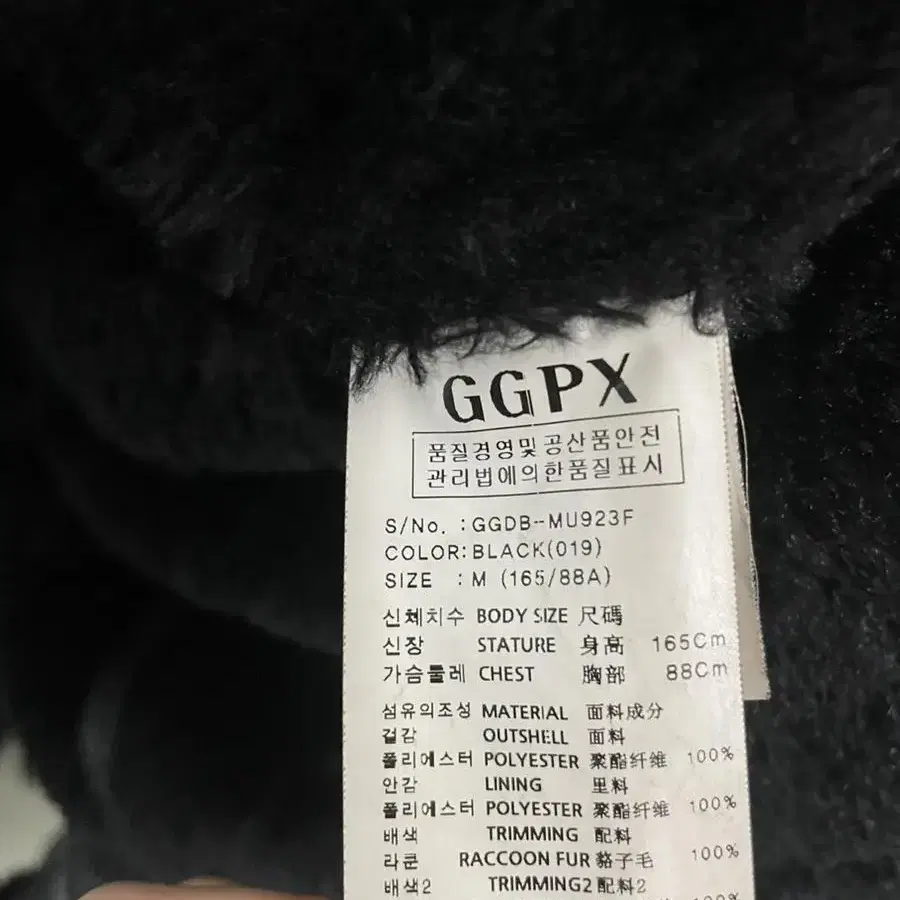 GGPX
품질경영및 공산품안전
관리법에의한품질표시
S/No. : GGDB-MU923F
COLOR: BLACK(019)
SIZE : M (165/88A)
신체치수 BODY SIZE 尺碼
신장 STATURE 身高 165Cm
가슴둘레 CHEST 胸部 88Cm
섬유의조성 MATERIAL 面料成分
겉감 OUTSHELL 面料
폴리에스터 POLYESTER 聚酯纤维 100%
안감 LINING 里料
폴리에스터 POLYESTER 聚酯纤维 100%
배색 TRIMMING 配料
라쿤 RACCOON FUR 貉子毛 100%
배색2 TRIMMING2 配料2